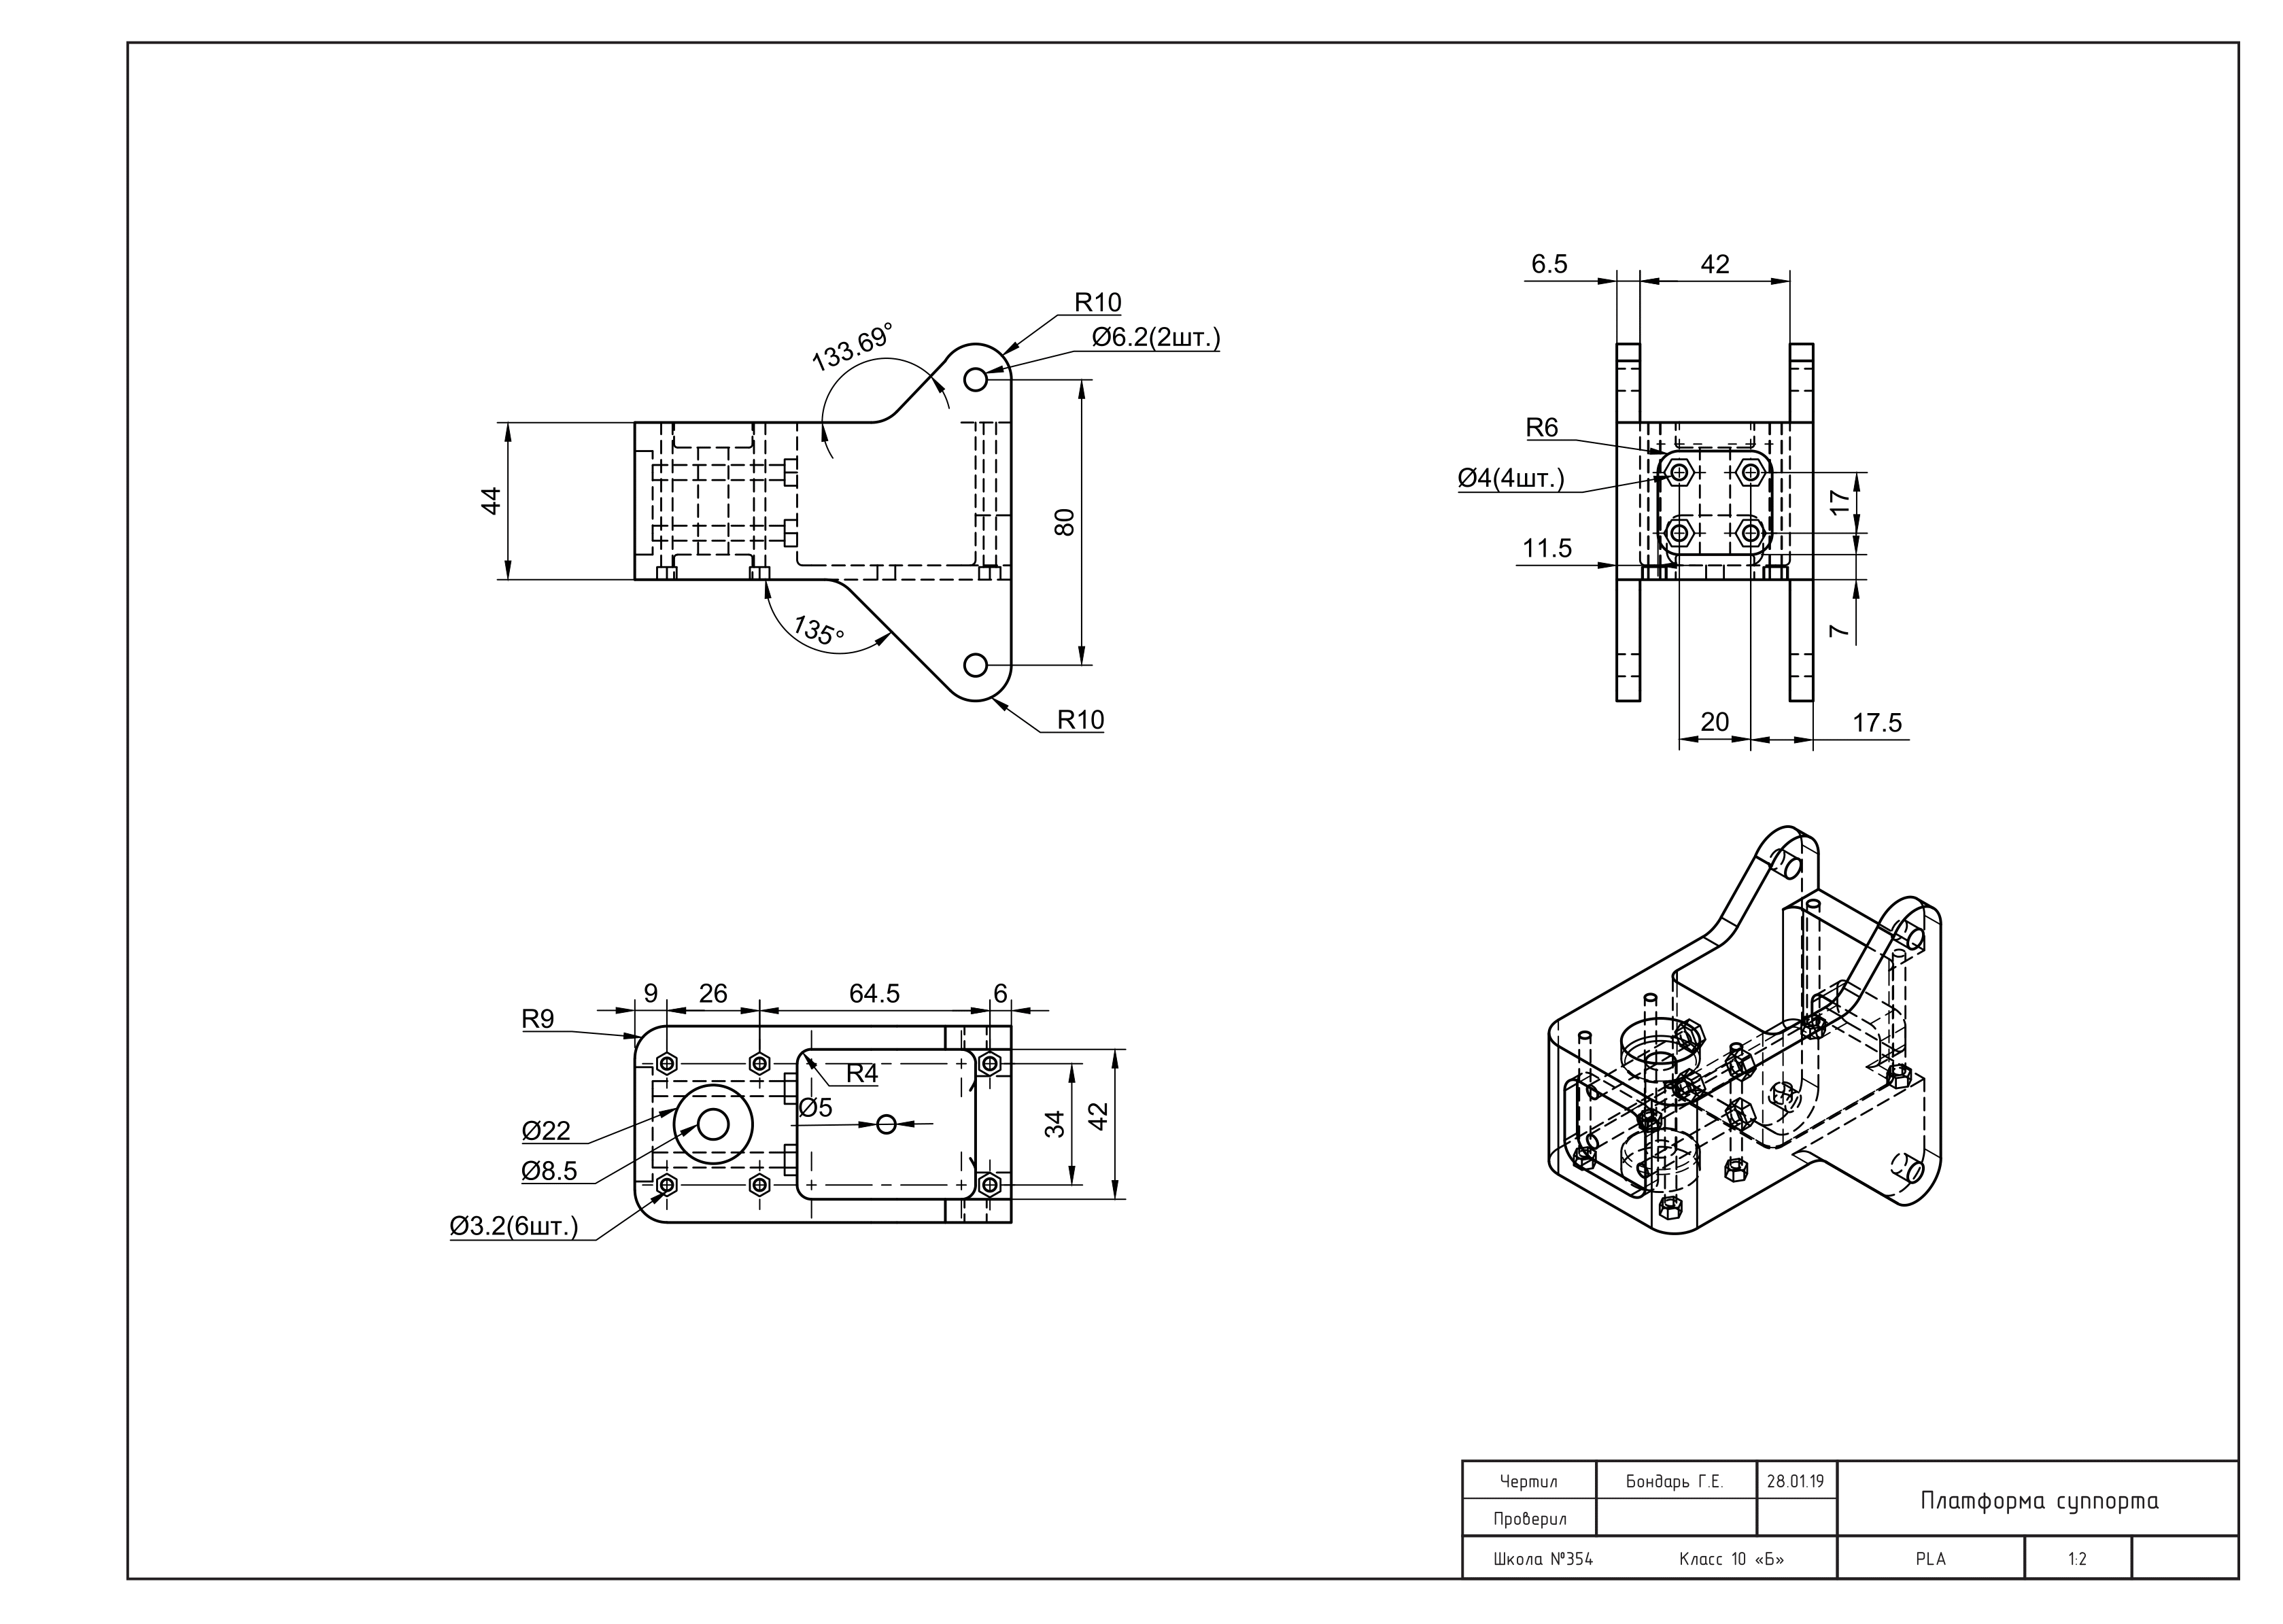 R10
Ø6.2(2шт.)
133.69°
44
80
135°
R10
6.5
42
R6
Ø4(4шт.)
17
11.5
7
20
17.5
9
26
64.5
6
R9
R4
Ø5
Ø22
Ø8.5
34
42
Ø3.2(6шт.)
Чертил
Бондарь Г.Е.
28.01.19
Платформа суппорта
Проверил
Школа №354
Класс 10 «Б»
PLA
1:2